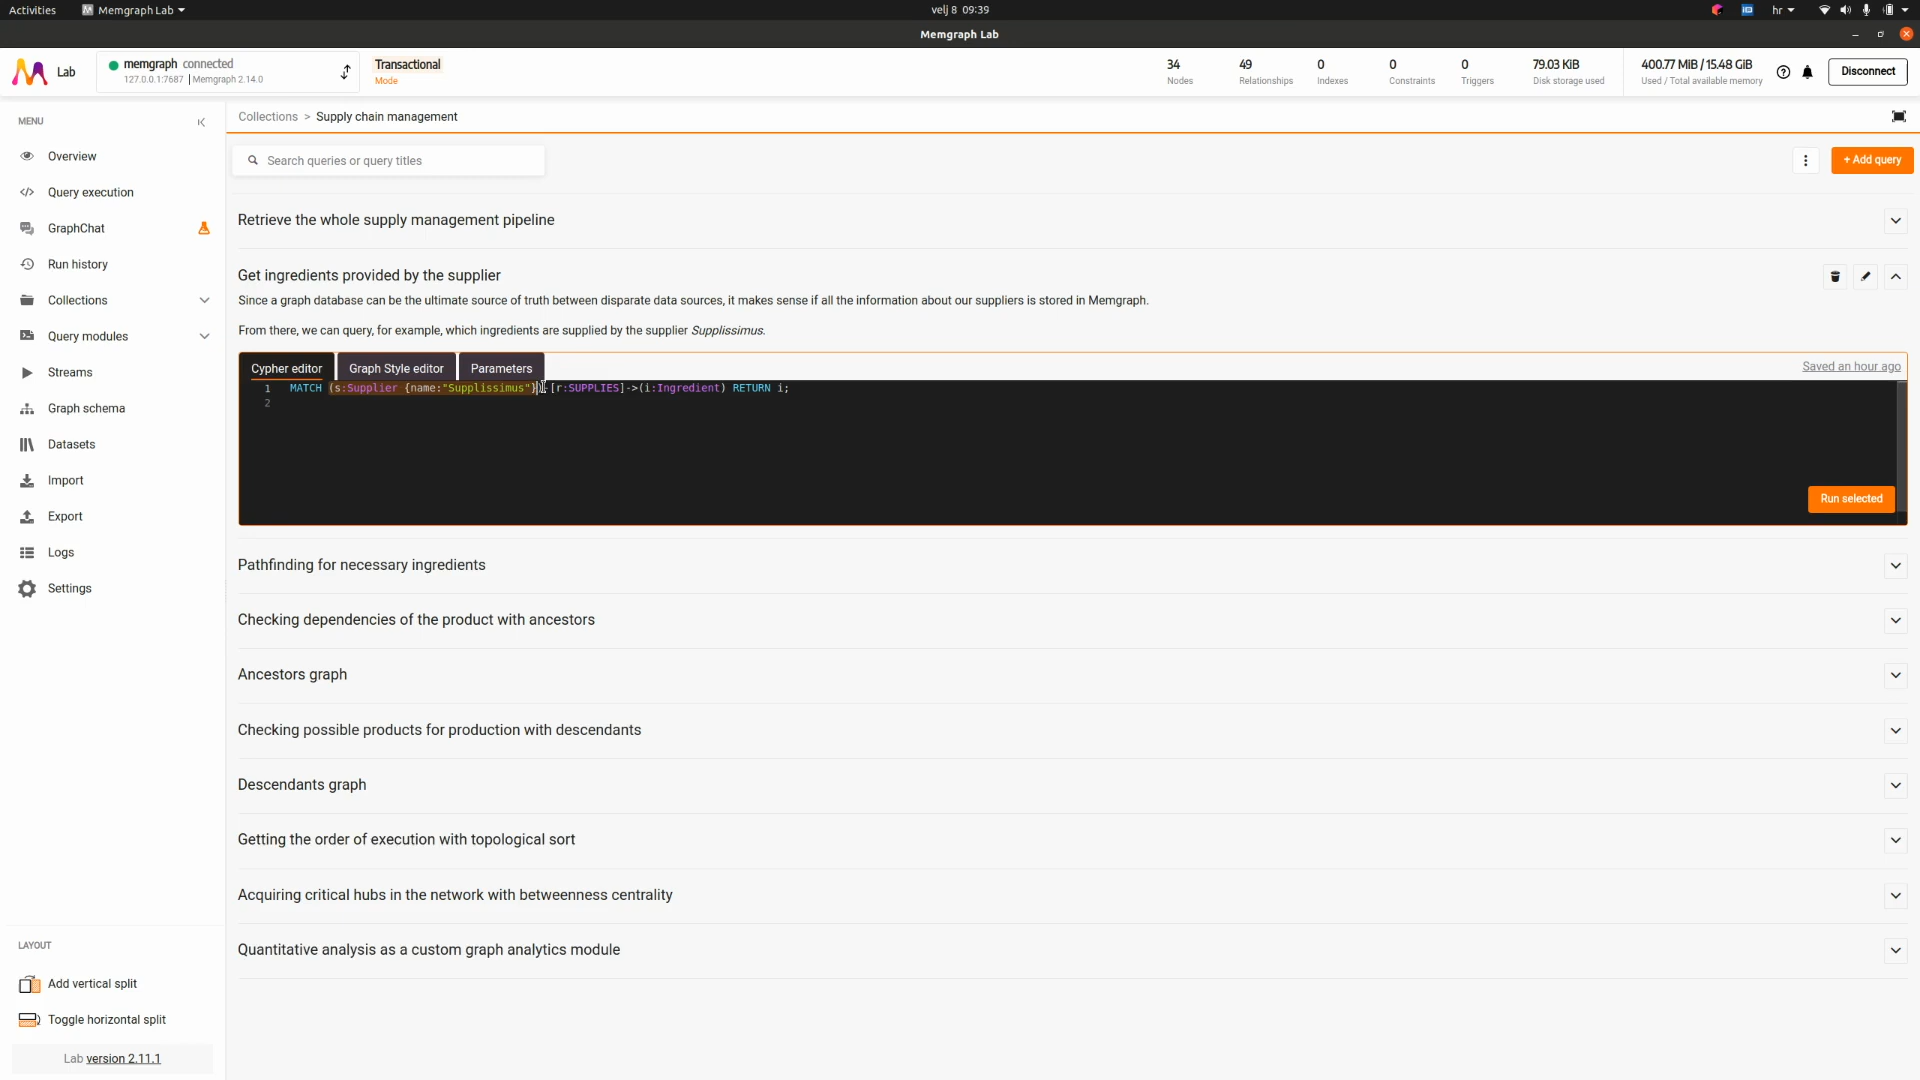 Activities
Memgraph Lab
velj 8 09:39
hr
Memgraph Lab
Lab
memgraph connected
127.0.0.1:7687 | Memgraph 2.14.0
Transactional
Mode
34
Nodes
49
Relationships
0
Indexes
0
Constraints
0
Triggers
79.03 KiB
Disk storage used
400.77 MiB / 15.48 GiB
Used / Total available memory
Disconnect
MENU
Overview
Query execution
GraphChat
Run history
Collections
Query modules
Streams
Graph schema
Datasets
Import
Export
Logs
Settings
LAYOUT
Add vertical split
Toggle horizontal split
Lab version 2.11.1
Collections > Supply chain management
Search queries or query titles
+ Add query
Retrieve the whole supply management pipeline
Get ingredients provided by the supplier
Since a graph database can be the ultimate source of truth between disparate data sources, it makes sense if all the information about our suppliers is stored in Memgraph.
From there, we can query, for example, which ingredients are supplied by the supplier Supplissimus.
Cypher editor
Graph Style editor
Parameters
Saved an hour ago
1 MATCH (s:Supplier {name:"Supplissimus"})-[r:SUPPLIES]->(i:Ingredient) RETURN i;
2
Run selected
Pathfinding for necessary ingredients
Checking dependencies of the product with ancestors
Ancestors graph
Checking possible products for production with descendants
Descendants graph
Getting the order of execution with topological sort
Acquiring critical hubs in the network with betweenness centrality
Quantitative analysis as a custom graph analytics module